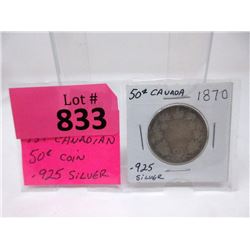 Lot #
833
CANADIAN
50¢ COIN
.925 SILVER
50¢ CANADA
1870
.925
SILVER